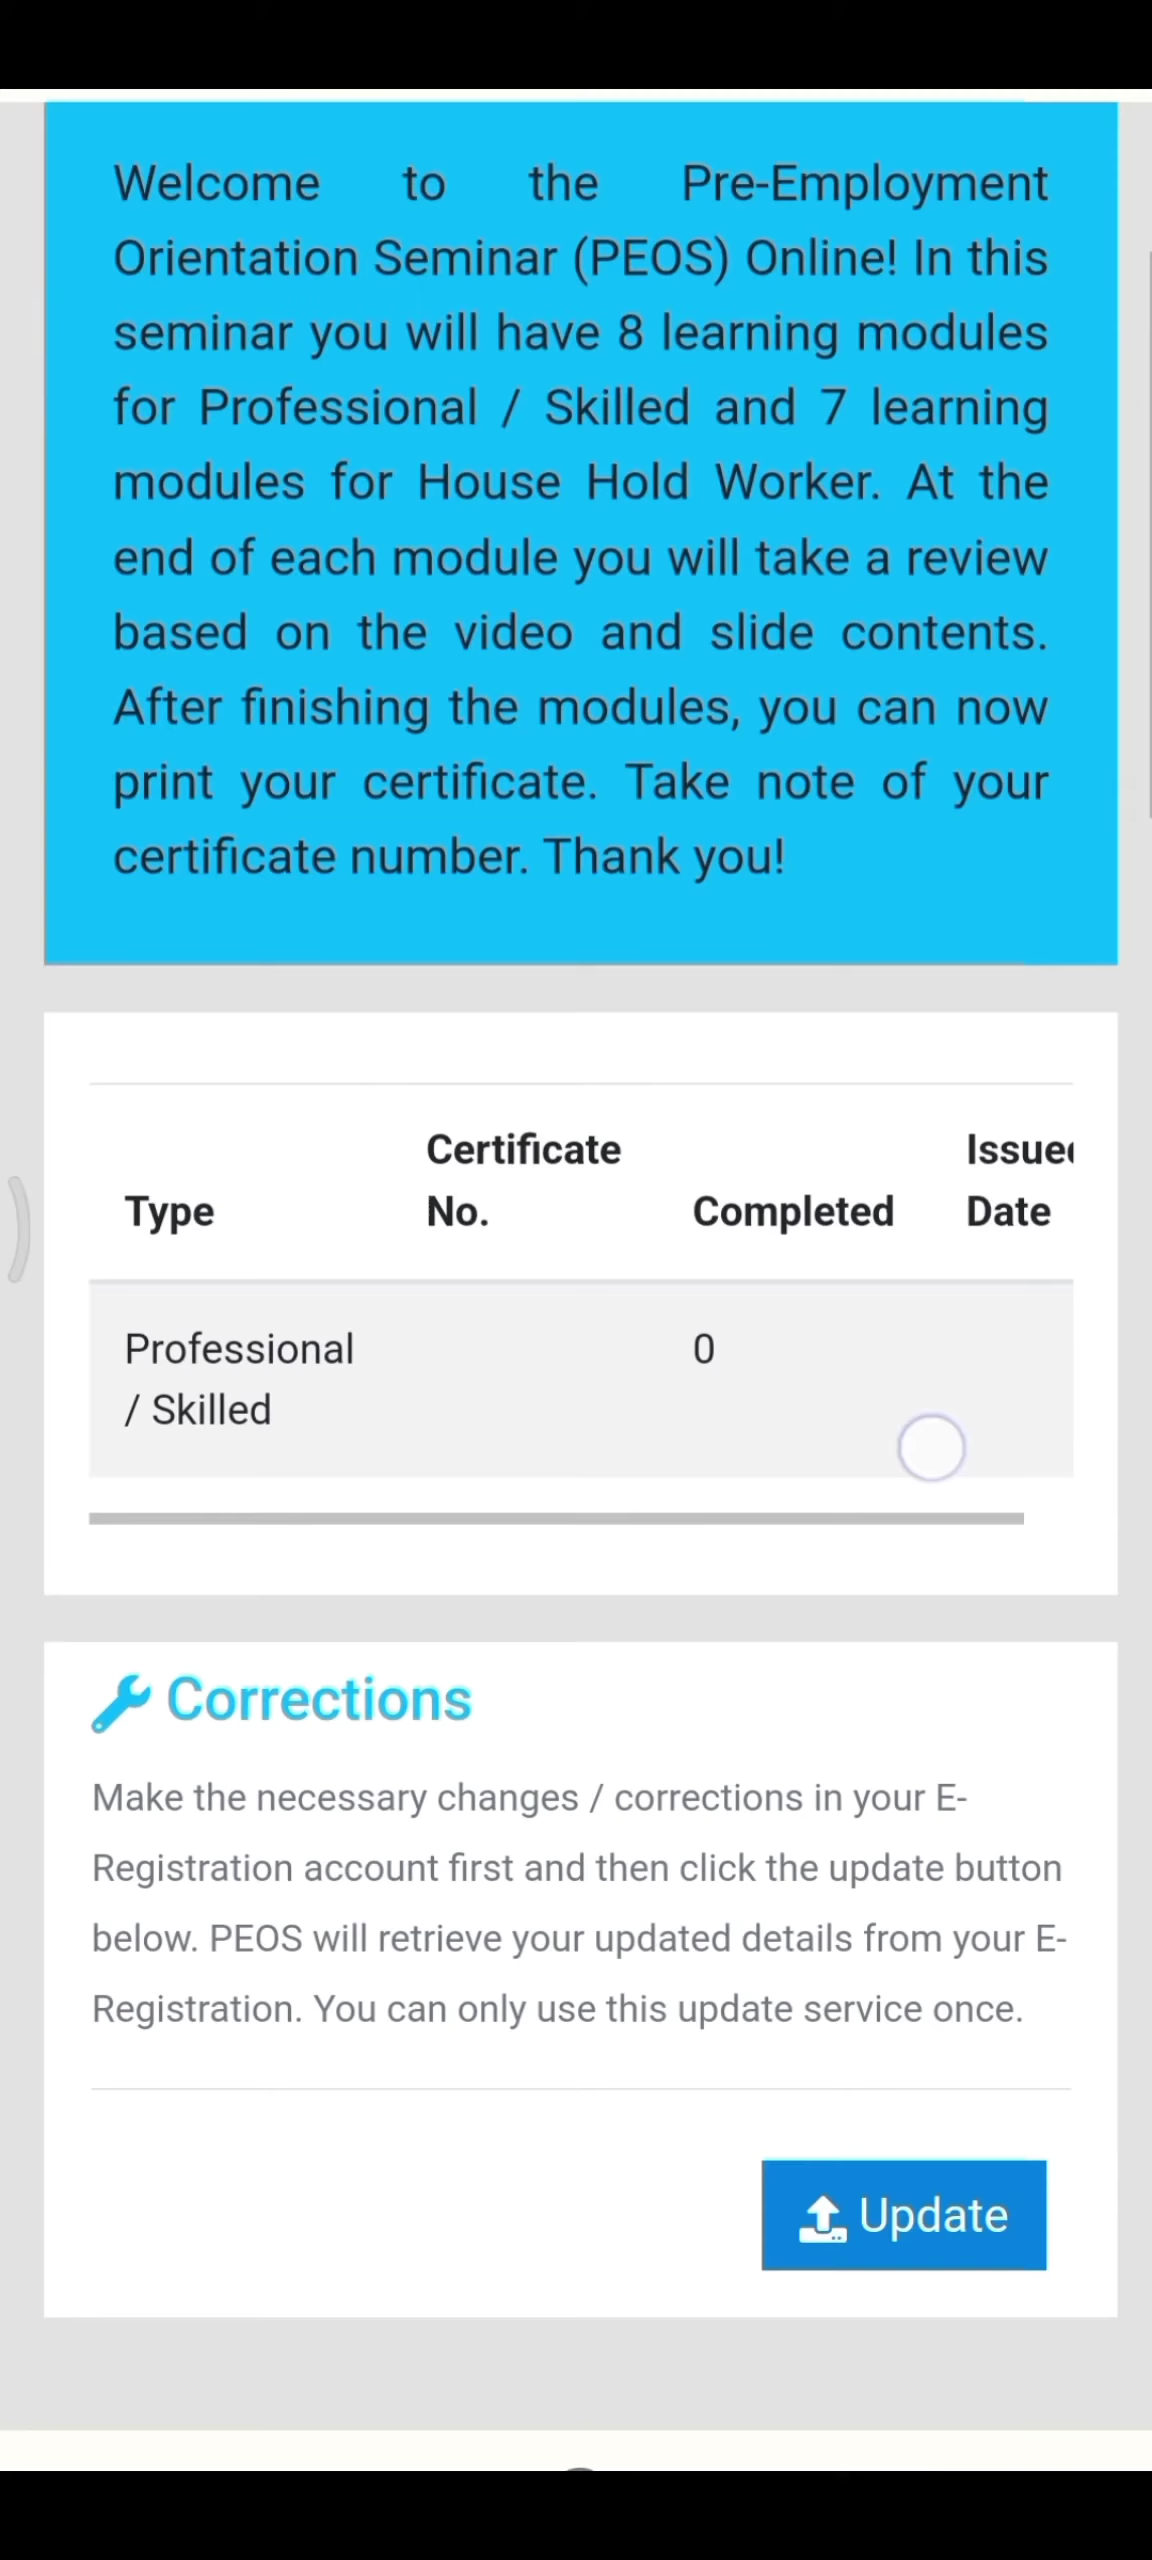 Welcome to the Pre-Employment
Orientation Seminar (PEOS) Online! In this
seminar you will have 8 learning modules
for Professional / Skilled and 7 learning
modules for House Hold Worker. At the
end of each module you will take a review
based on the video and slide contents.
After finishing the modules, you can now
print your certificate. Take note of your
certificate number. Thank you!
Type Certificate No. Completed Issued Date
Professional / Skilled 0
Corrections
Make the necessary changes / corrections in your E-
Registration account first and then click the update button
below. PEOS will retrieve your updated details from your E-
Registration. You can only use this update service once.
Update